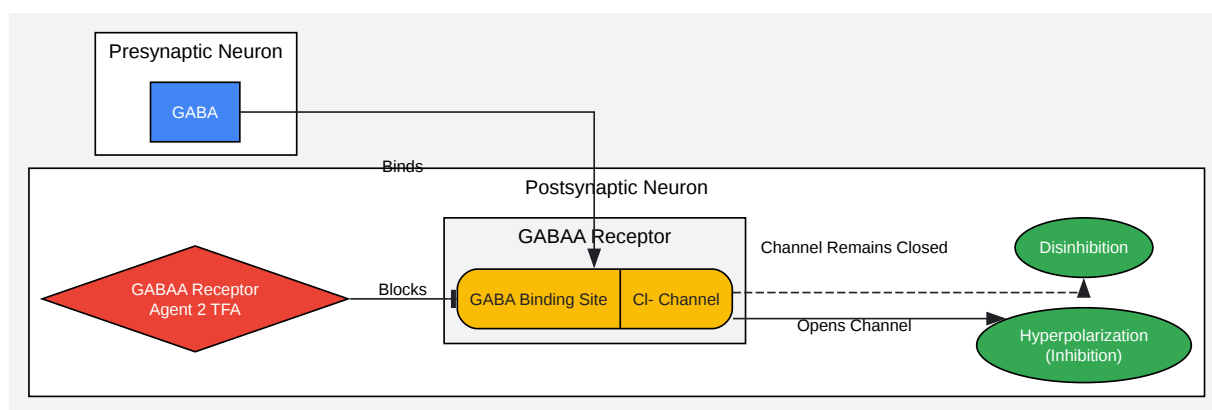 Presynaptic Neuron
GABA
Binds
Postsynaptic Neuron
GABAA Receptor
Channel Remains Closed
Disinhibition
GABAA Receptor
Agent 2 TFA
Blocks
GABA Binding Site
Cl- Channel
Opens Channel
Hyperpolarization
(Inhibition)